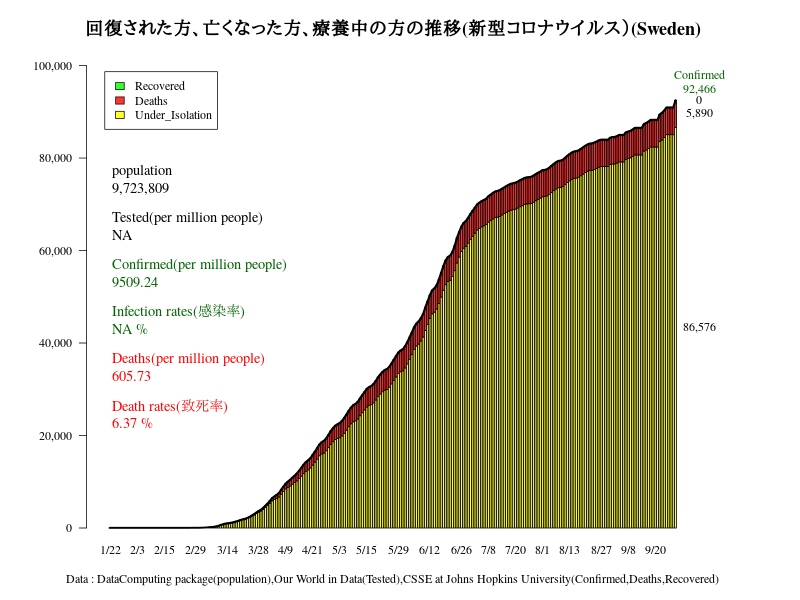 回復された方、亡くなった方、療養中の方の推移(新型コロナウイルス)(Sweden)
100,000
80,000
60,000
40,000
20,000
0
Recovered
Deaths
Under_Isolation
population
9,723,809
Tested(per million people)
NA
Confirmed(per million people)
9509.24
Infection rates(感染率)
NA %
Deaths(per million people)
605.73
Death rates(致死率)
6.37 %
Confirmed
92,466
0
5,890
86,576
1/22 2/3 2/15 2/29 3/14 3/28 4/9 4/21 5/3 5/15 5/29 6/12 6/26 7/8 7/20 8/1 8/13 8/27 9/8 9/20
Data : DataComputing package(population),Our World in Data(Tested),CSSE at Johns Hopkins University(Confirmed,Deaths,Recovered)